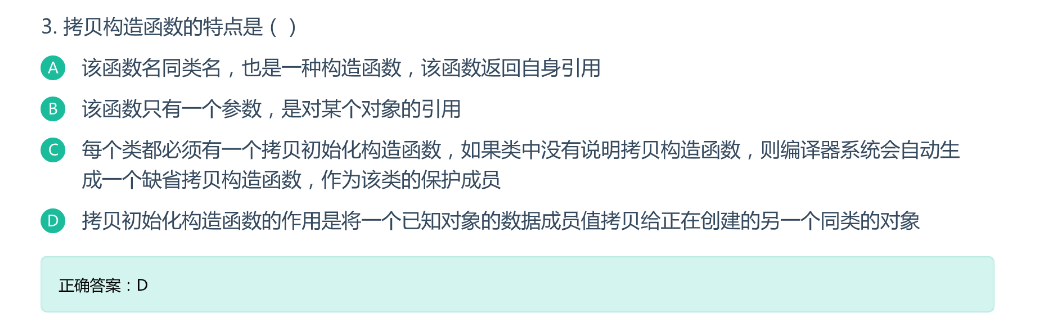 3. 拷贝构造函数的特点是 ( )
A 该函数名同类名，也是一种构造函数，该函数返回自身引用
B 该函数只有一个参数，是对某个对象的引用
C 每个类都必须有一个拷贝初始化构造函数，如果类中没有说明拷贝构造函数，则编译器系统会自动生
成一个缺省拷贝构造函数，作为该类的保护成员
D 拷贝初始化构造函数的作用是将一个已知对象的数据成员值拷贝给正在创建的另一个同类的对象
正确答案：D